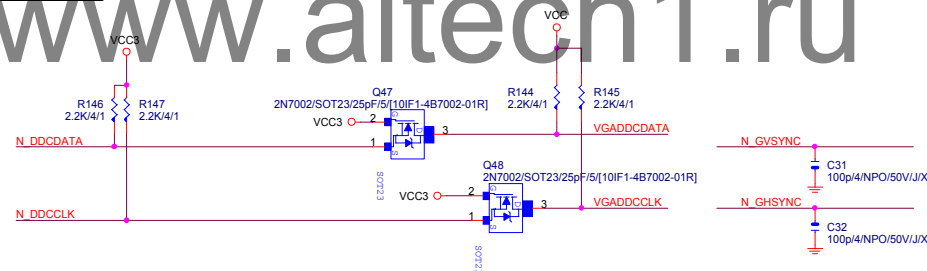 www.altech1.ru
VCC3
VCC
R146
2.2K/4/1
R147
2.2K/4/1
Q47
2N7002/SOT23/25pF/5/[10IF1-4B7002-01R]
R144
2.2K/4/1
R145
2.2K/4/1
VCC3
2
G
D
S
3
1
N_DDCDATA
VGADDCDATA
N_GVSYNC
SOT23
C31
100p/4/NPO/50V/J/X
Q48
2N7002/SOT23/25pF/5/[10IF1-4B7002-01R]
VCC3
2
G
D
S
3
1
N_DDCCLK
VGADDCCLK
N_GHSYNC
C32
100p/4/NPO/50V/J/X